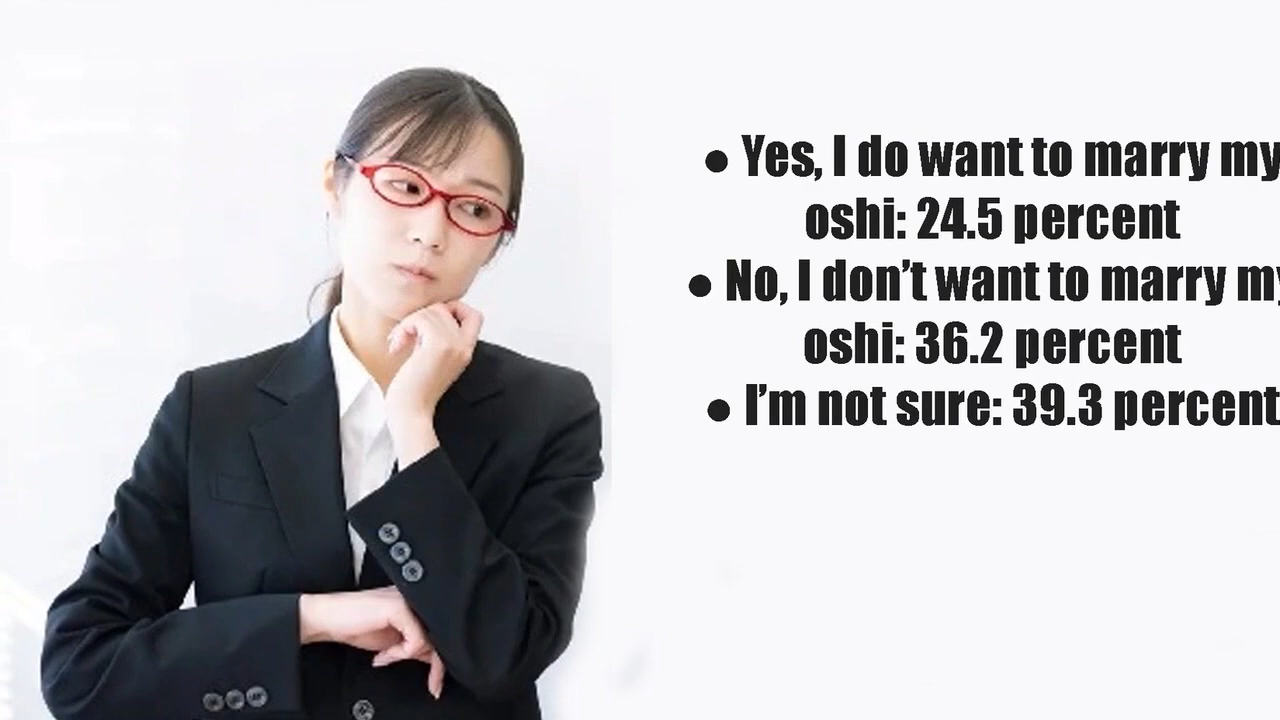 ● Yes, I do want to marry my
oshi: 24.5 percent
● No, I don’t want to marry my
oshi: 36.2 percent
● I’m not sure: 39.3 percent